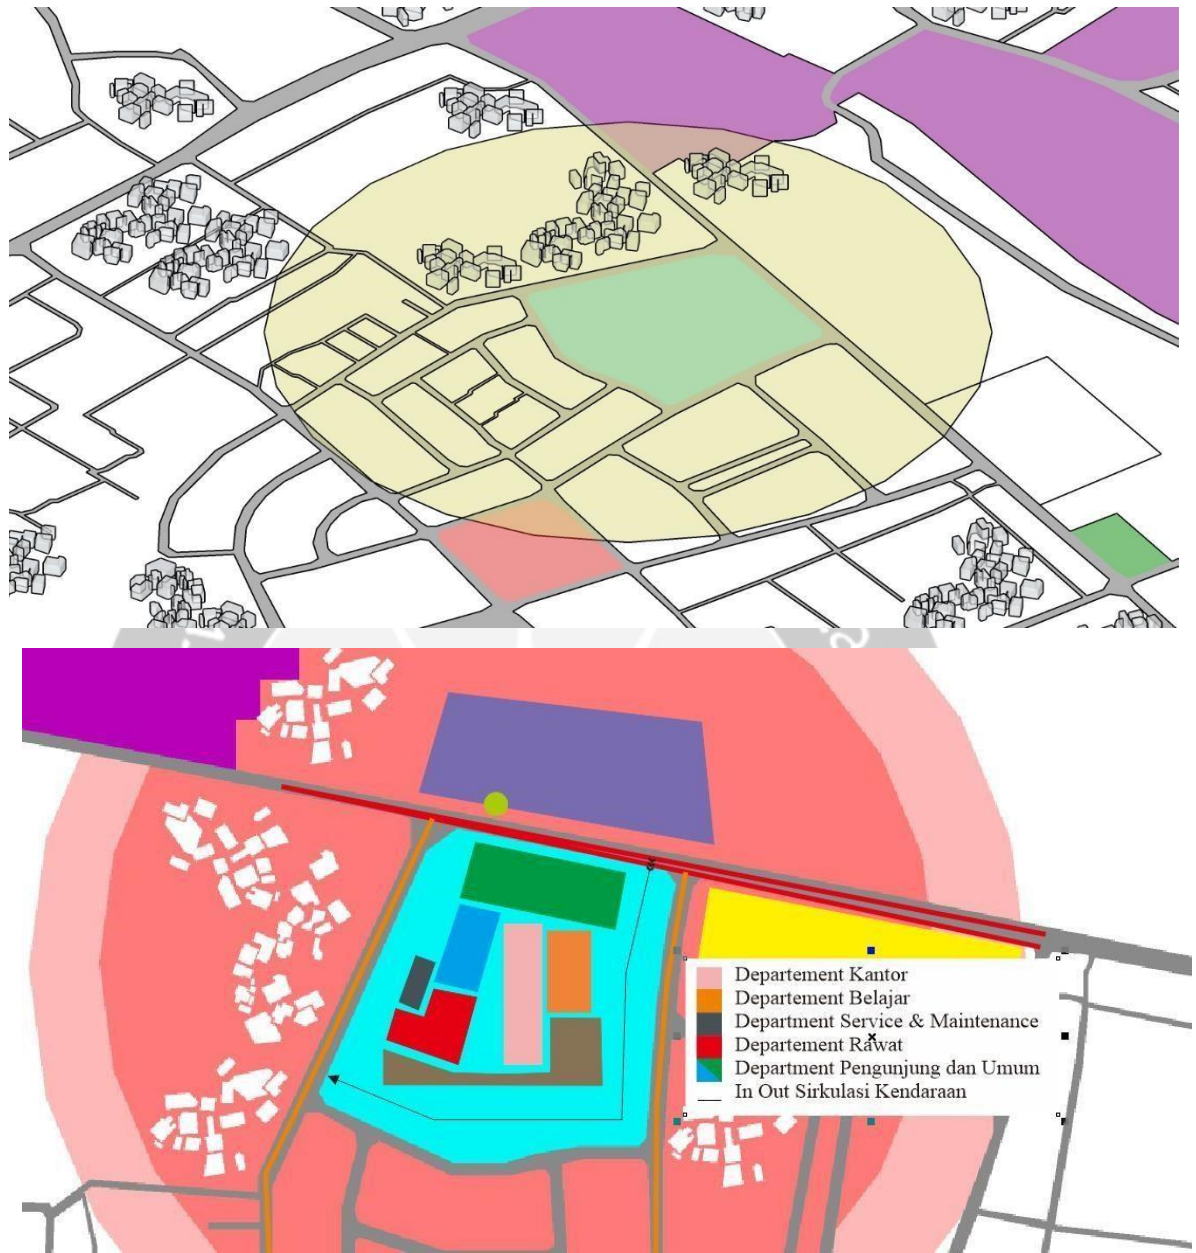 Departement Kantor
Departement Belajar
Department Service & Maintenance
Departement Rawat
Department Pengunjung dan Umum
In Out Sirkulasi Kendaraan